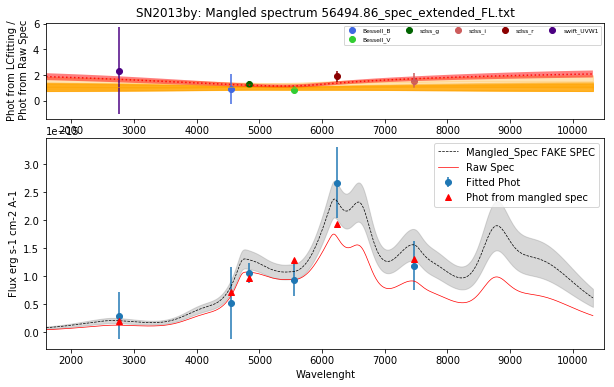 SN2013by: Mangled spectrum 56494.86_spec_extended_FL.txt
Phot from LCfitting /
Phot from Raw Spec
6
4
2
0
Bessell_B
Bessell_V
sdss_g
sdss_i
sdss_r
swift_UVW1
2000 3000 4000 5000 6000 7000 8000 9000 10000
Flux erg s-1 cm-2 A-1
3.0
2.5
2.0
1.5
1.0
0.5
0.0
Mangled_Spec FAKE SPEC
Raw Spec
Fitted Phot
Phot from mangled spec
2000 3000 4000 5000 6000 7000 8000 9000 10000
Wavelenght